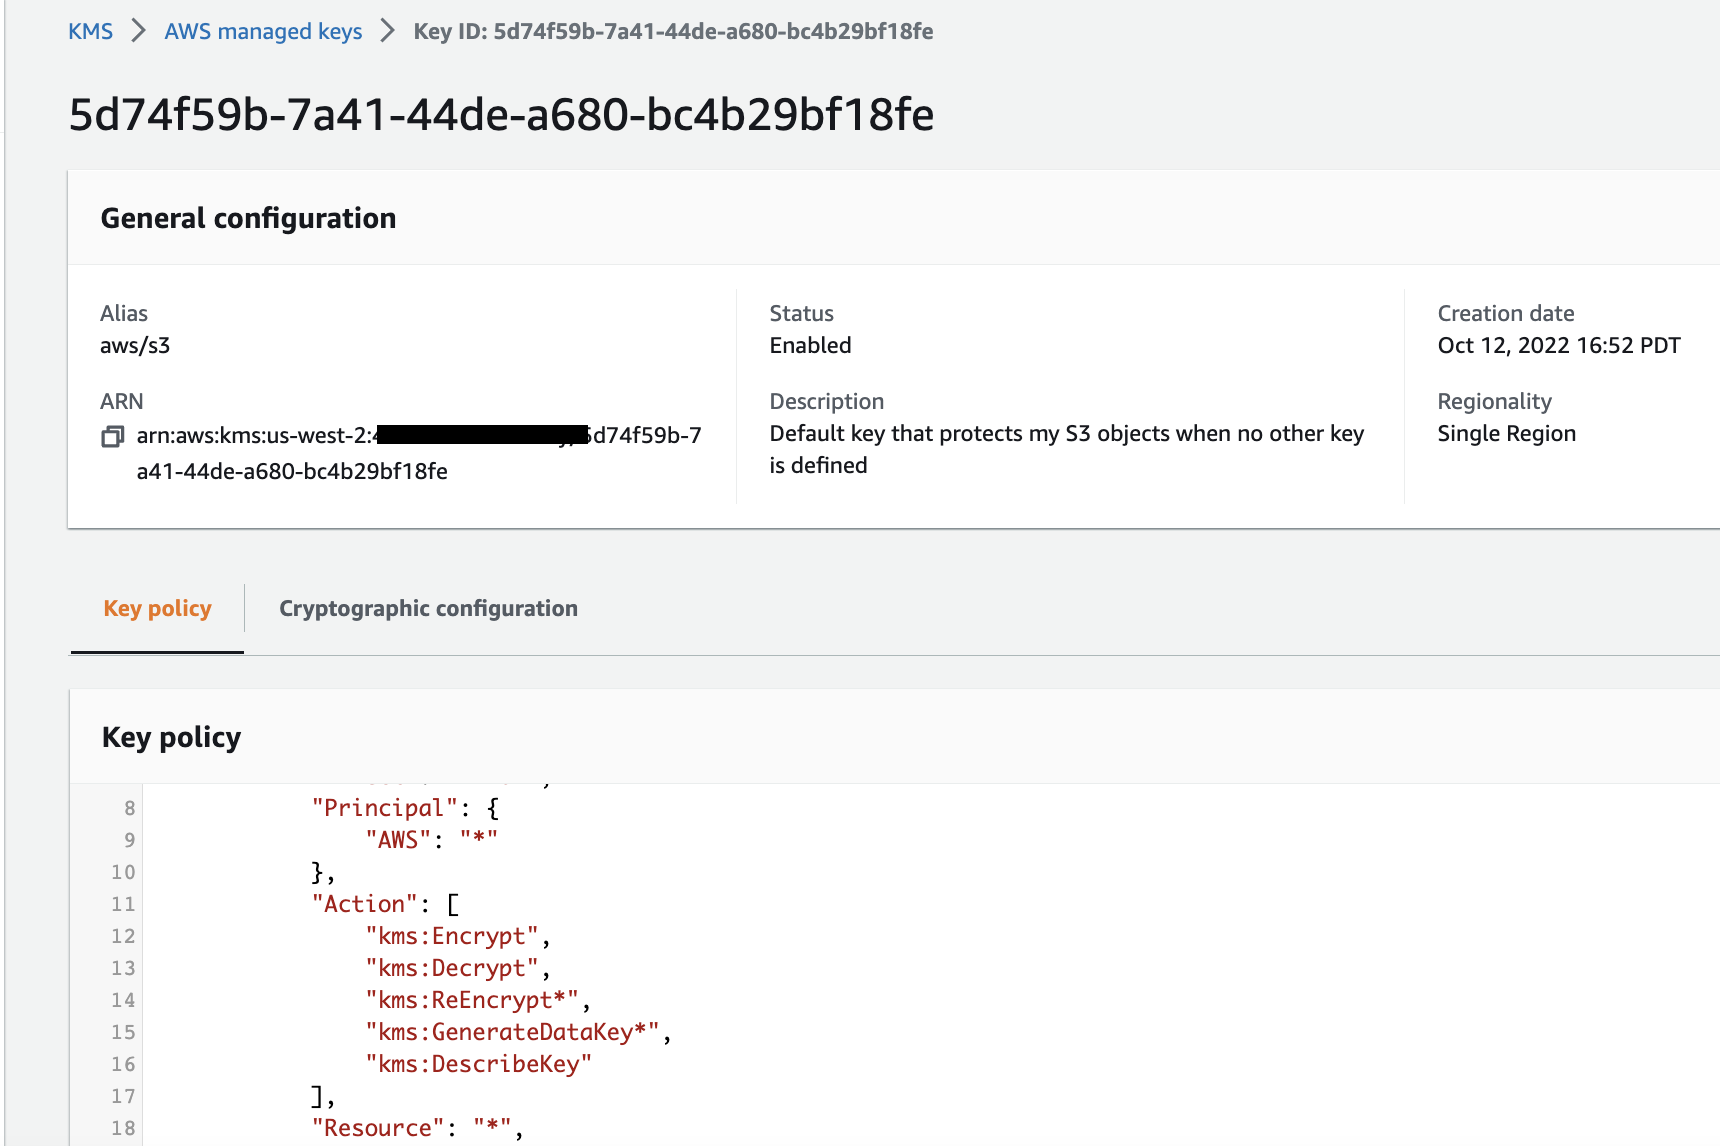 KMS > AWS managed keys > Key ID: 5d74f59b-7a41-44de-a680-bc4b29bf18fe
5d74f59b-7a41-44de-a680-bc4b29bf18fe
General configuration
Alias
aws/s3
ARN
arn:aws:kms:us-west-2: 5d74f59b-7
a41-44de-a680-bc4b29bf18fe
Status
Enabled
Description
Default key that protects my S3 objects when no other key
is defined
Creation date
Oct 12, 2022 16:52 PDT
Regionality
Single Region
Key policy
Cryptographic configuration
Key policy
8 "Principal": {
9 "AWS": "*"
10 },
11 "Action": [
12 "kms:Encrypt",
13 "kms:Decrypt",
14 "kms:ReEncrypt*",
15 "kms:GenerateDataKey*",
16 "kms:DescribeKey"
17 ],
18 "Resource": "*",